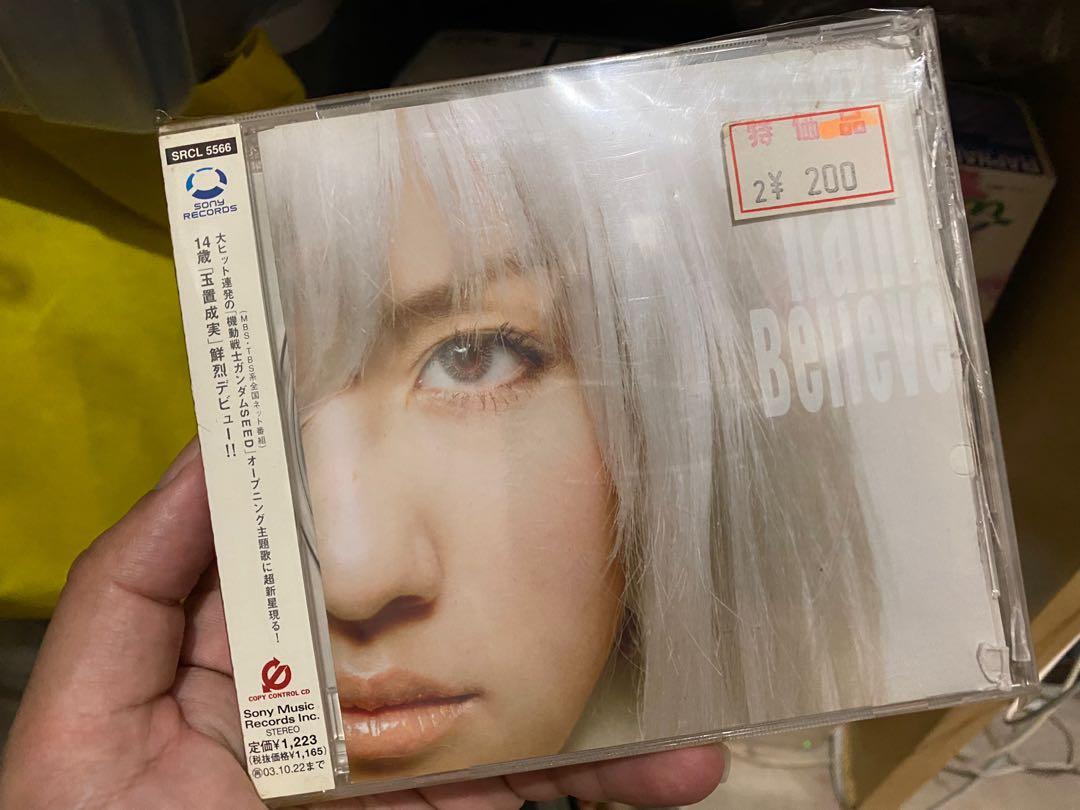 SRCL 5566
SONY
RECORDS
大ヒット連発の「機動戦士ガンダムSEED」オープニング主題歌に超新星現る!
(MBS・TBS系全国ネット番組)
14歳「玉置成実」鮮烈デビュー!!
COPY CONTROL CD
Sony Music
Records Inc.
STEREO
定価¥1,223
(税抜価格¥1,165)
03.10.22まで
特価品
2¥ 200
Believe